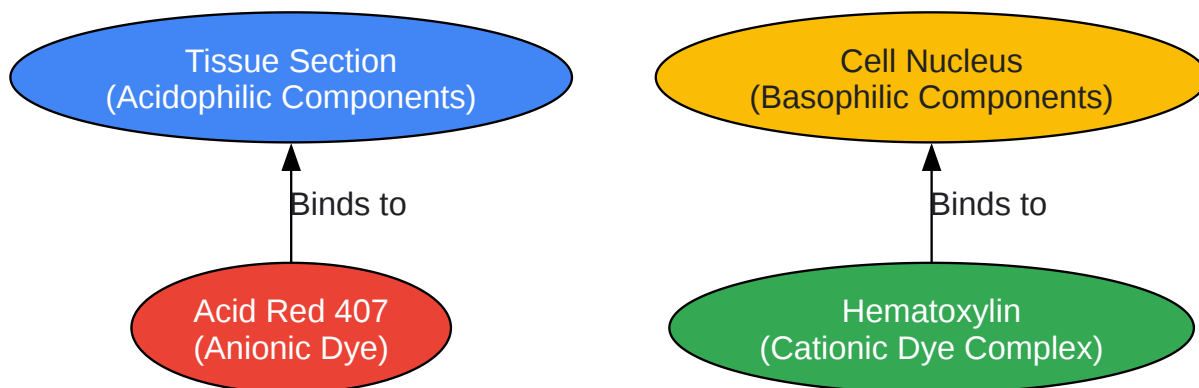 Tissue Section
(Acidophilic Components)
Cell Nucleus
(Basophilic Components)
Binds to
Binds to
Acid Red 407
(Anionic Dye)
Hematoxylin
(Cationic Dye Complex)